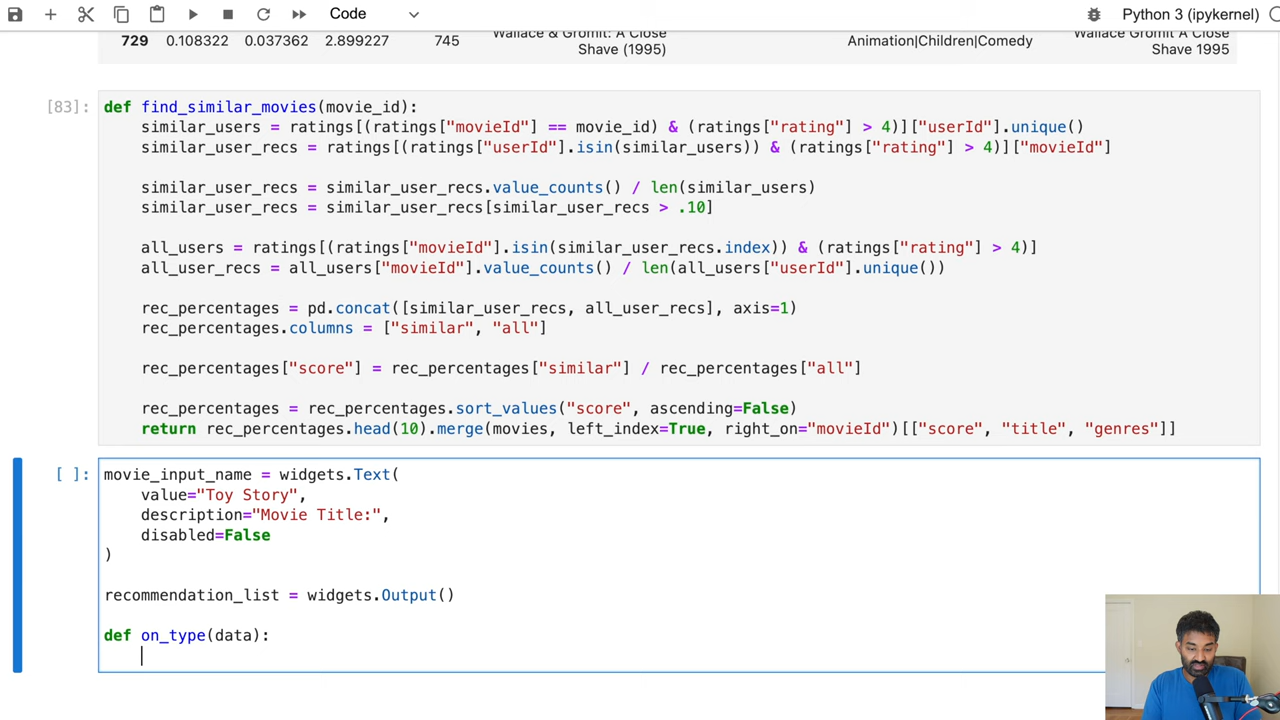 Code
Python 3 (ipykernel)
729 0.108322 0.037362 2.899227 745 Wallace & Gromit: A Close Shave (1995) Animation|Children|Comedy Wallace Gromit A Close Shave 1995
[83]:
def find_similar_movies(movie_id):
    similar_users = ratings[(ratings["movieId"] == movie_id) & (ratings["rating"] > 4)]["userId"].unique()
    similar_user_recs = ratings[(ratings["userId"].isin(similar_users)) & (ratings["rating"] > 4)]["movieId"]
    similar_user_recs = similar_user_recs.value_counts() / len(similar_users)
    similar_user_recs = similar_user_recs[similar_user_recs > .10]
    all_users = ratings[(ratings["movieId"].isin(similar_user_recs.index)) & (ratings["rating"] > 4)]
    all_user_recs = all_users["movieId"].value_counts() / len(all_users["userId"].unique())
    rec_percentages = pd.concat([similar_user_recs, all_user_recs], axis=1)
    rec_percentages.columns = ["similar", "all"]
    rec_percentages["score"] = rec_percentages["similar"] / rec_percentages["all"]
    rec_percentages = rec_percentages.sort_values("score", ascending=False)
    return rec_percentages.head(10).merge(movies, left_index=True, right_on="movieId")[["score", "title", "genres"]]
[ ]:
movie_input_name = widgets.Text(
    value="Toy Story",
    description="Movie Title:",
    disabled=False
)
recommendation_list = widgets.Output()
def on_type(data):